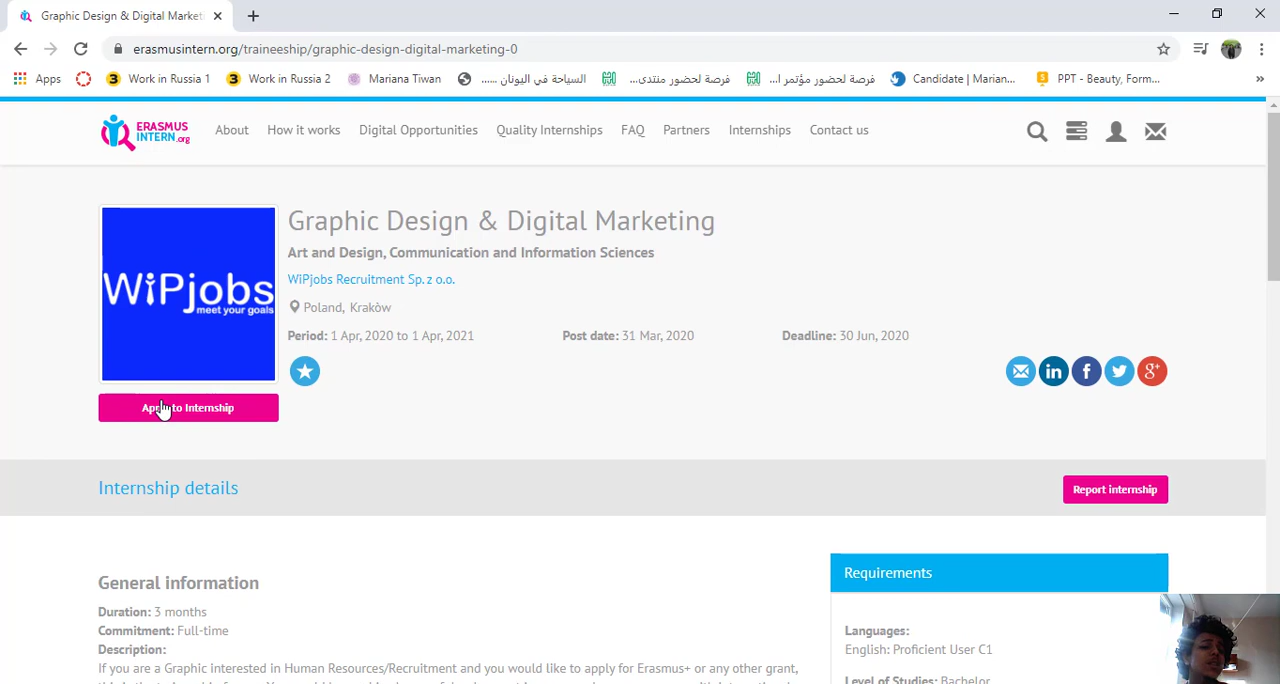 Graphic Design & Digital Marketi
erasmusintern.org/traineeship/graphic-design-digital-marketing-0
Apps
Work in Russia 1
Work in Russia 2
Mariana Tiwan
السياحة في اليونان ......
فرصة لحضور منتدى...
فرصة لحضور مؤتمر ا...
Candidate | Marian...
PPT - Beauty, Form...
»
ERASMUS
INTERN.org
About
How it works
Digital Opportunities
Quality Internships
FAQ
Partners
Internships
Contact us
WiPjobs
meet your goals
Graphic Design & Digital Marketing
Art and Design, Communication and Information Sciences
WiPjobs Recruitment Sp. z o.o.
Poland, Krakòw
Period: 1 Apr, 2020 to 1 Apr, 2021
Post date: 31 Mar, 2020
Deadline: 30 Jun, 2020
Apply to Internship
Internship details
Report internship
General information
Duration: 3 months
Commitment: Full-time
Description:
If you are a Graphic interested in Human Resources/Recruitment and you would like to apply for Erasmus+ or any other grant,
Requirements
Languages:
English: Proficient User C1
Level of Studies: Bachelor